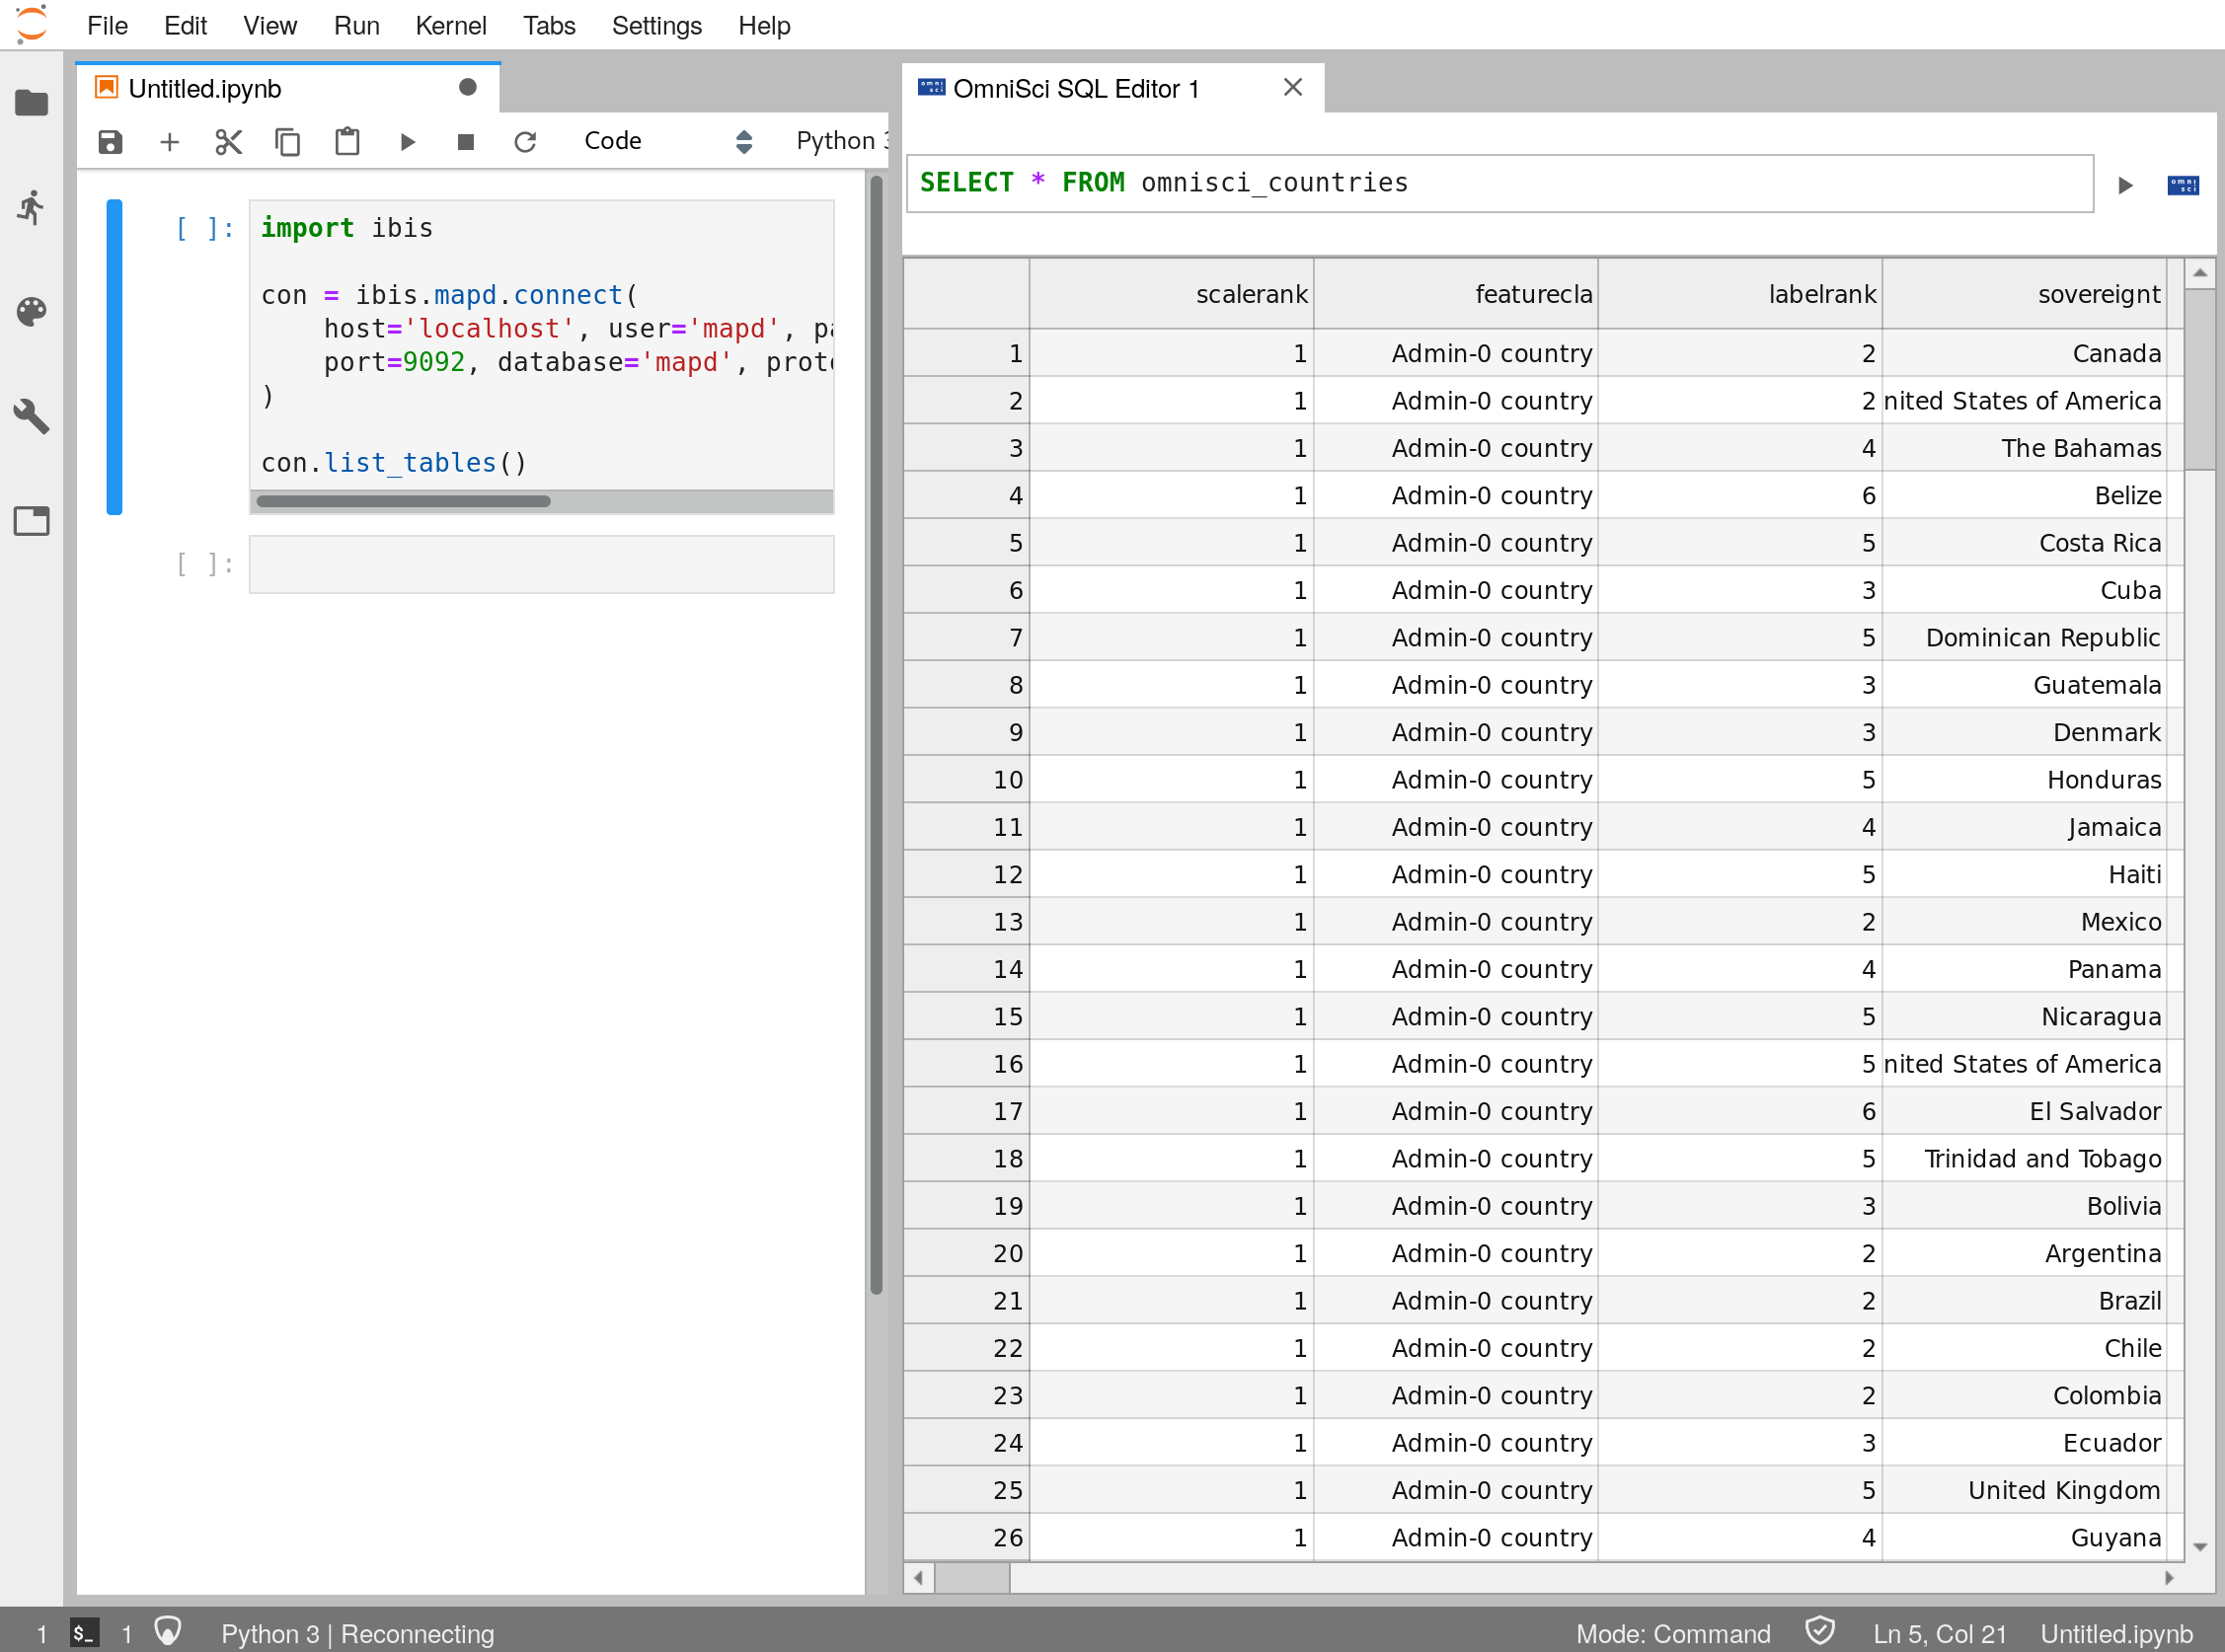 File Edit View Run Kernel Tabs Settings Help
Untitled.ipynb
Code Python 3
[ ]: import ibis
con = ibis.mapd.connect(
host='localhost', user='mapd', pa
port=9092, database='mapd', proto
)
con.list_tables()
[ ]:
OmniSci SQL Editor 1
SELECT * FROM omnisci_countries
omni sci
scalerank featurecla labelrank sovereignt
1 1 Admin-0 country 2 Canada
2 1 Admin-0 country 2 nited States of America
3 1 Admin-0 country 4 The Bahamas
4 1 Admin-0 country 6 Belize
5 1 Admin-0 country 5 Costa Rica
6 1 Admin-0 country 3 Cuba
7 1 Admin-0 country 5 Dominican Republic
8 1 Admin-0 country 3 Guatemala
9 1 Admin-0 country 3 Denmark
10 1 Admin-0 country 5 Honduras
11 1 Admin-0 country 4 Jamaica
12 1 Admin-0 country 5 Haiti
13 1 Admin-0 country 2 Mexico
14 1 Admin-0 country 4 Panama
15 1 Admin-0 country 5 Nicaragua
16 1 Admin-0 country 5 nited States of America
17 1 Admin-0 country 6 El Salvador
18 1 Admin-0 country 5 Trinidad and Tobago
19 1 Admin-0 country 3 Bolivia
20 1 Admin-0 country 2 Argentina
21 1 Admin-0 country 2 Brazil
22 1 Admin-0 country 2 Chile
23 1 Admin-0 country 2 Colombia
24 1 Admin-0 country 3 Ecuador
25 1 Admin-0 country 5 United Kingdom
26 1 Admin-0 country 4 Guyana
1 $_ 1 Python 3 | Reconnecting Mode: Command Ln 5, Col 21 Untitled.ipynb